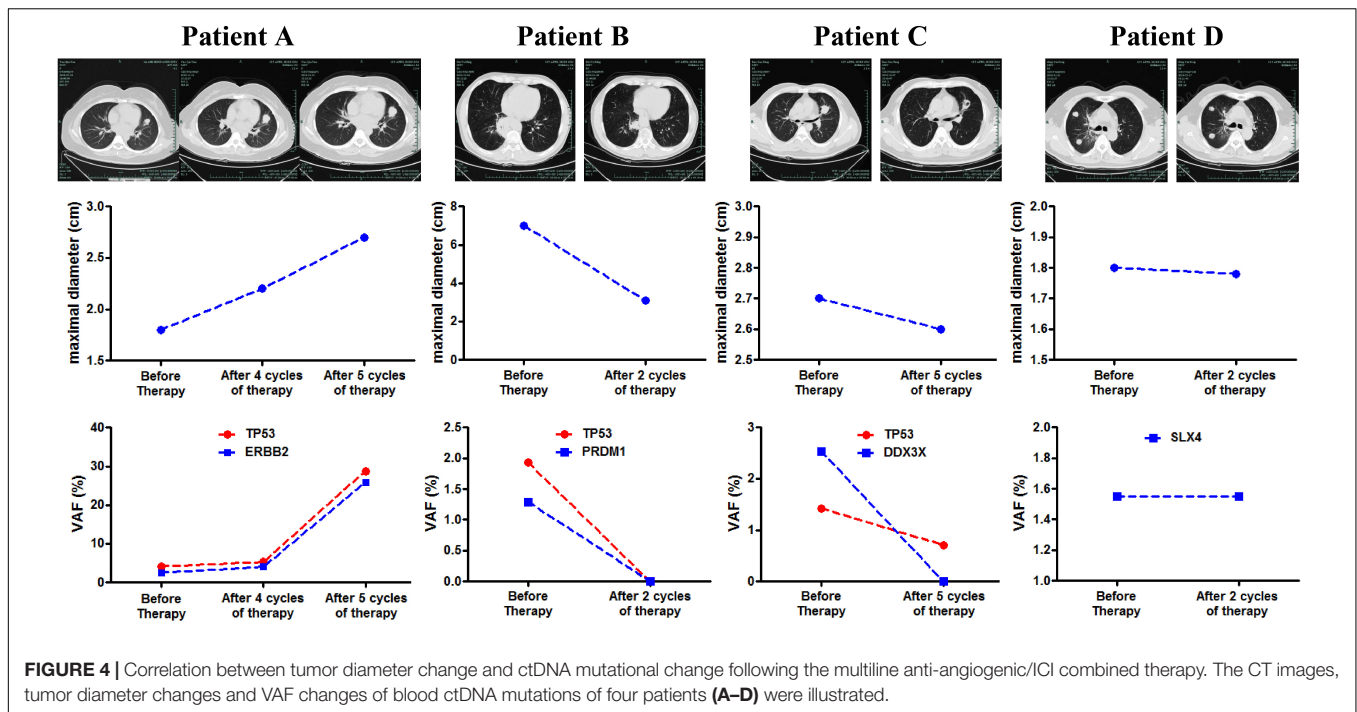 Patient A
Patient B
Patient C
Patient D
maximal diameter (cm)
3.0
2.5
2.0
1.5
Before Therapy
After 4 cycles of therapy
After 5 cycles of therapy
maximal diameter (cm)
8
6
4
2
0
Before Therapy
After 2 cycles of therapy
maximal diameter (cm)
3.0
2.9
2.8
2.7
2.6
2.5
Before Therapy
After 5 cycles of therapy
maximal diameter (cm)
2.0
1.9
1.8
1.7
1.6
1.5
Before Therapy
After 2 cycles of therapy
VAF (%)
40
30
20
10
0
TP53
ERBB2
Before Therapy
After 4 cycles of therapy
After 5 cycles of therapy
VAF (%)
2.5
2.0
1.5
1.0
0.5
0.0
TP53
PRDM1
Before Therapy
After 2 cycles of therapy
VAF (%)
3
2
1
0
TP53
DDX3X
Before Therapy
After 5 cycles of therapy
VAF (%)
2.0
1.8
1.6
1.4
1.2
1.0
SLX4
Before Therapy
After 2 cycles of therapy
FIGURE 4 | Correlation between tumor diameter change and ctDNA mutational change following the multiline anti-angiogenic/ICI combined therapy. The CT images,
tumor diameter changes and VAF changes of blood ctDNA mutations of four patients (A–D) were illustrated.